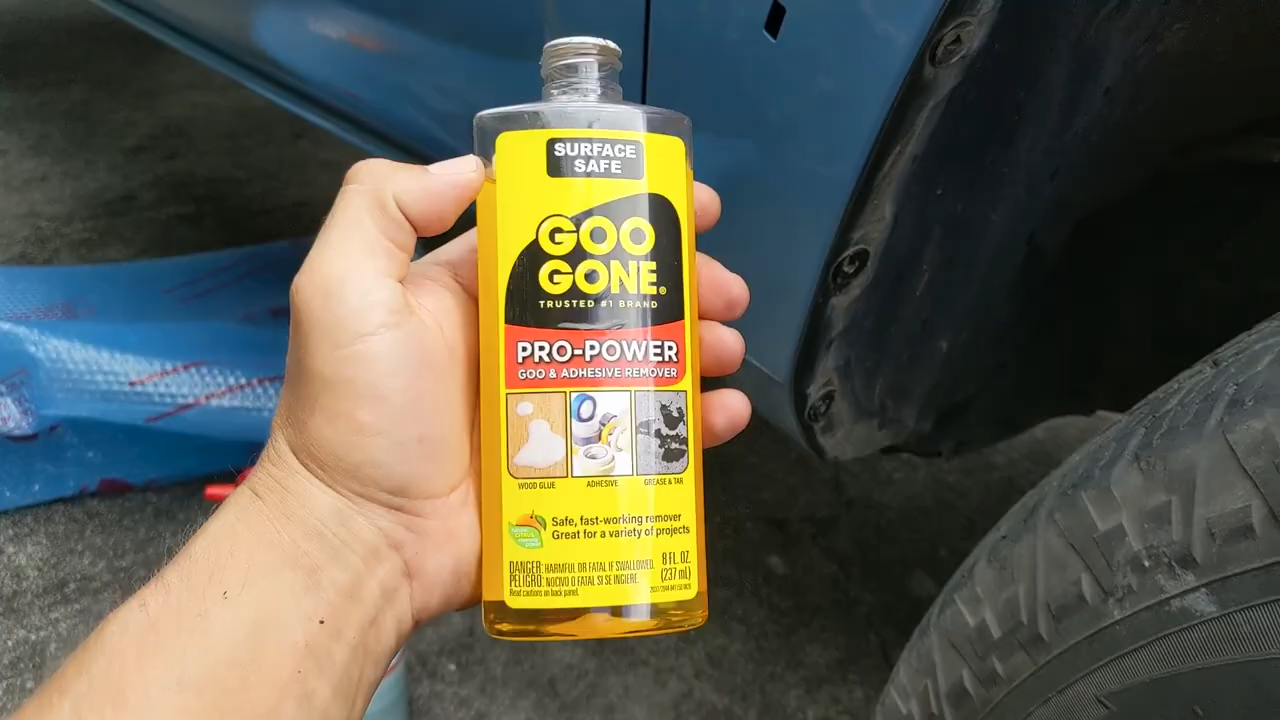 SURFACE
SAFE
GOO
GONE®
TRUSTED #1 BRAND
PRO-POWER
GOO & ADHESIVE REMOVER
WOOD GLUE
ADHESIVE
GREASE & TAR
CITRUS
Safe, fast-working remover
Great for a variety of projects
DANGER: HARMFUL OR FATAL IF SWALLOWED.
PELIGRO: NOCIVO O FATAL SI SE INGIERE.
Read cautions on back panel.
8 FL. OZ.
(237 mL)